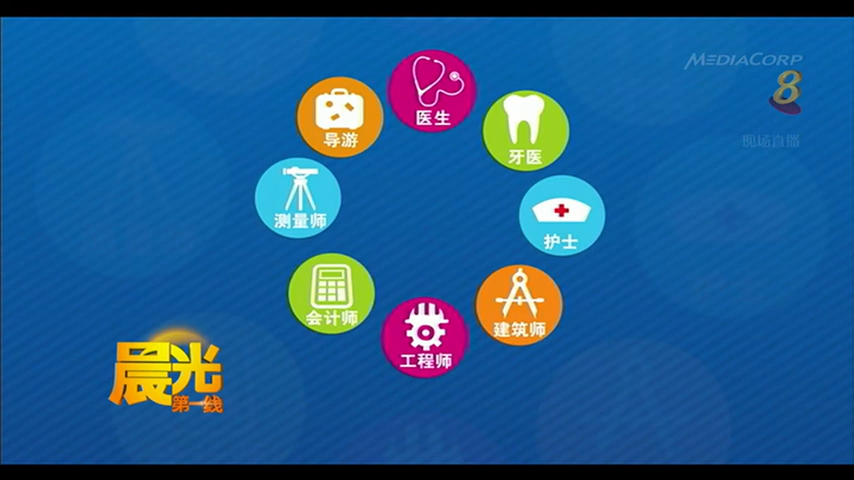 MEDIACORP
8
现场直播
医生
导游
牙医
测量师
护士
会计师
建筑师
工程师
晨光
第一线